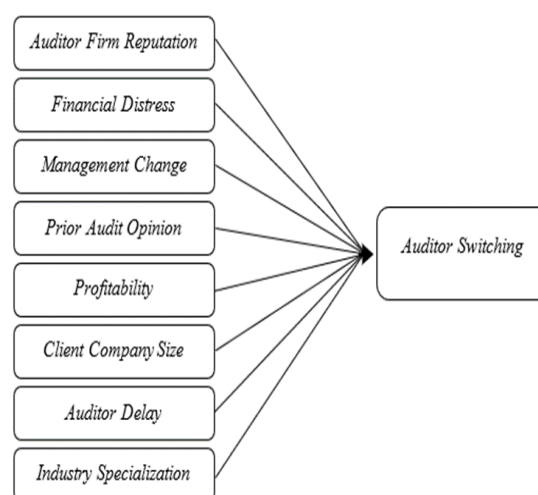 Auditor Firm Reputation
Financial Distress
Management Change
Prior Audit Opinion
Profitability
Client Company Size
Auditor Delay
Industry Specialization
Auditor Switching